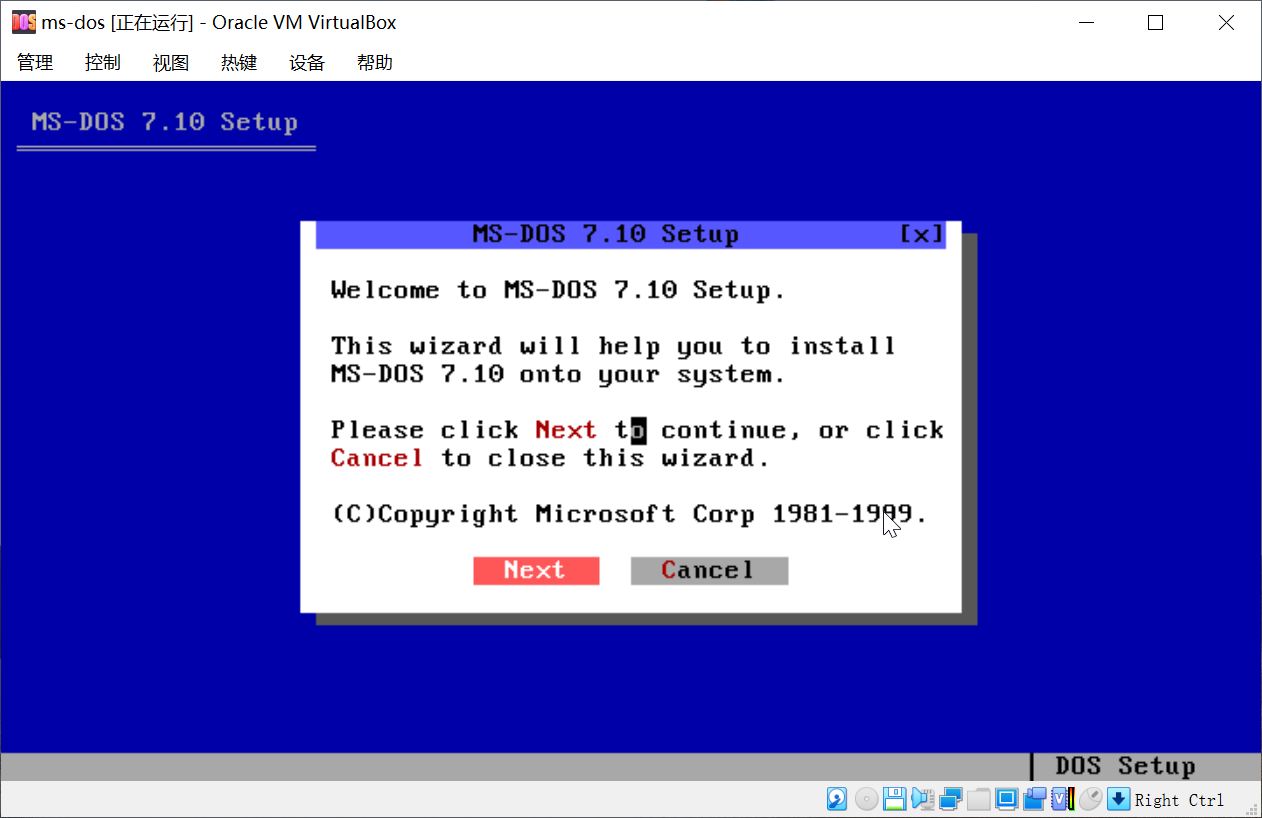 DOS ms-dos [正在运行] - Oracle VM VirtualBox
管理 控制 视图 热键 设备 帮助
MS-DOS 7.10 Setup
MS-DOS 7.10 Setup [x]
Welcome to MS-DOS 7.10 Setup.
This wizard will help you to install
MS-DOS 7.10 onto your system.
Please click Next to continue, or click
Cancel to close this wizard.
(C)Copyright Microsoft Corp 1981-1999.
Next Cancel
DOS Setup
Right Ctrl